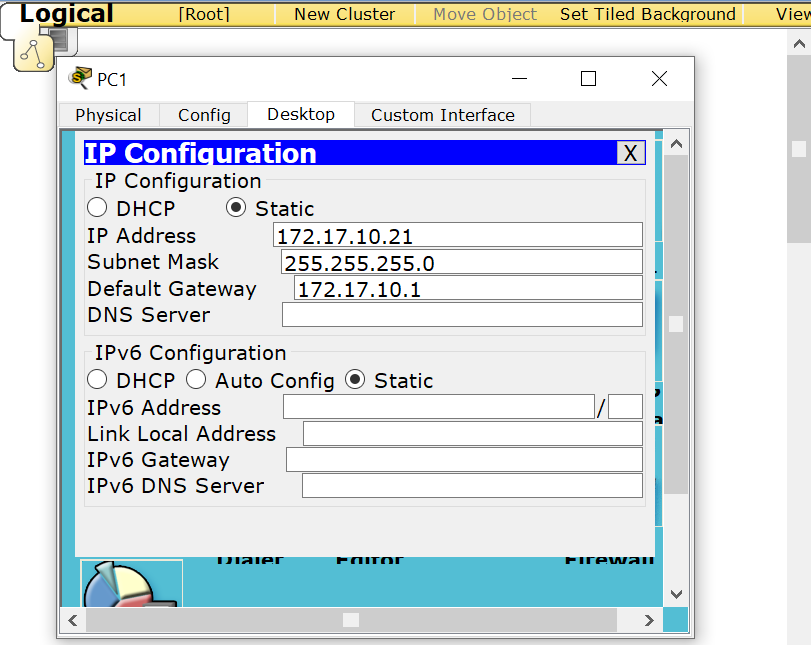 Logical [Root] New Cluster Move Object Set Tiled Background View
PC1
Physical Config Desktop Custom Interface
IP Configuration X
IP Configuration
DHCP Static
IP Address 172.17.10.21
Subnet Mask 255.255.255.0
Default Gateway 172.17.10.1
DNS Server
IPv6 Configuration
DHCP Auto Config Static
IPv6 Address /
Link Local Address
IPv6 Gateway
IPv6 DNS Server
Dialer Editor Firewall